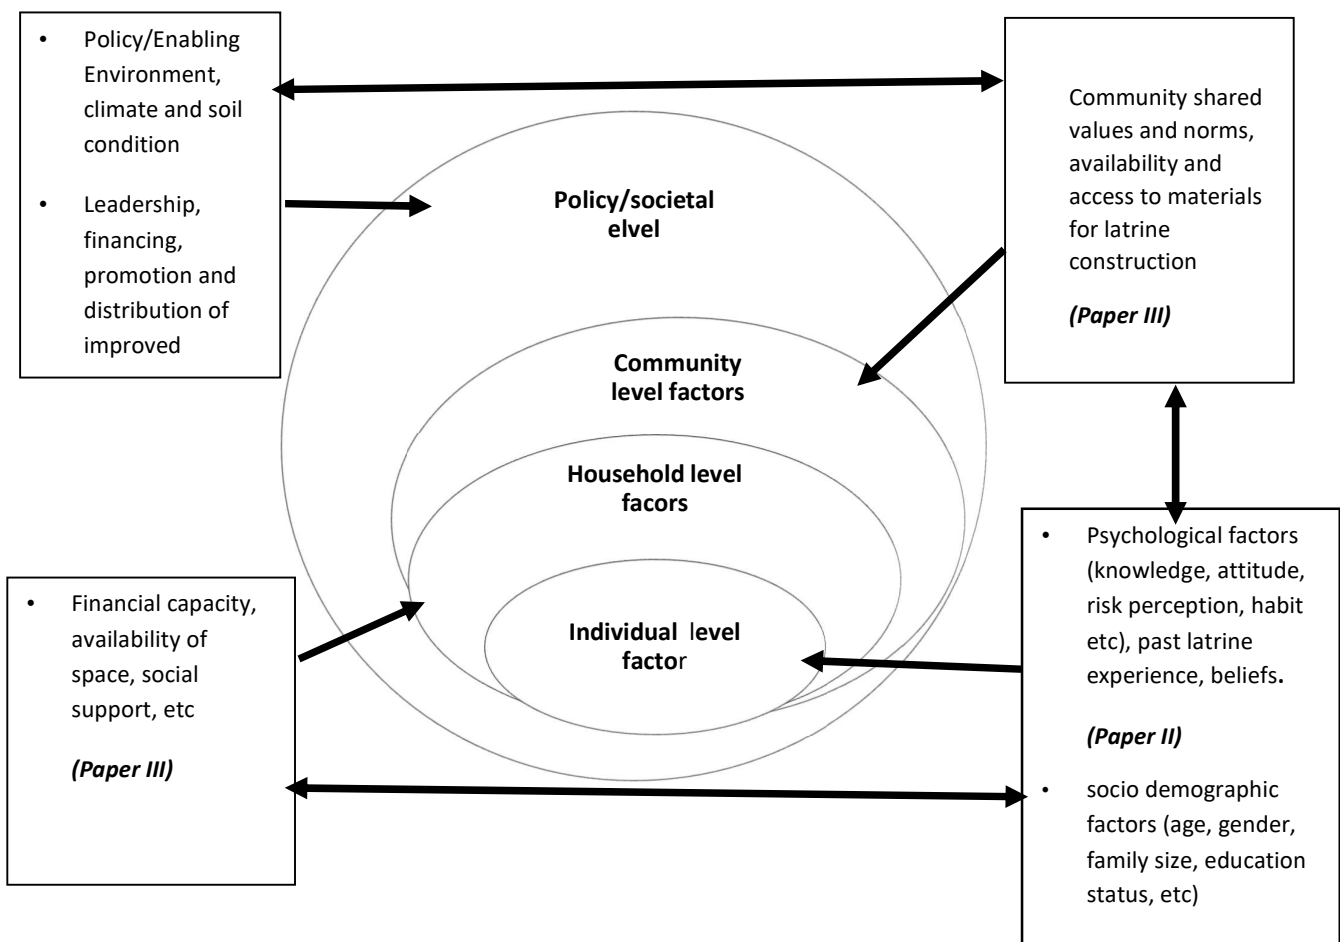 • Policy/Enabling
Environment,
climate and soil
condition
• Leadership,
financing,
promotion and
distribution of
improved
Community shared
values and norms,
availability and
access to materials
for latrine
construction
(Paper III)
Policy/societal
elvel
Community
level factors
Household level
facors
Individual level
factor
• Financial capacity,
availability of
space, social
support, etc
(Paper III)
• Psychological factors
(knowledge, attitude,
risk perception, habit
etc), past latrine
experience, beliefs.
(Paper II)
• socio demographic
factors (age, gender,
family size, education
status, etc)